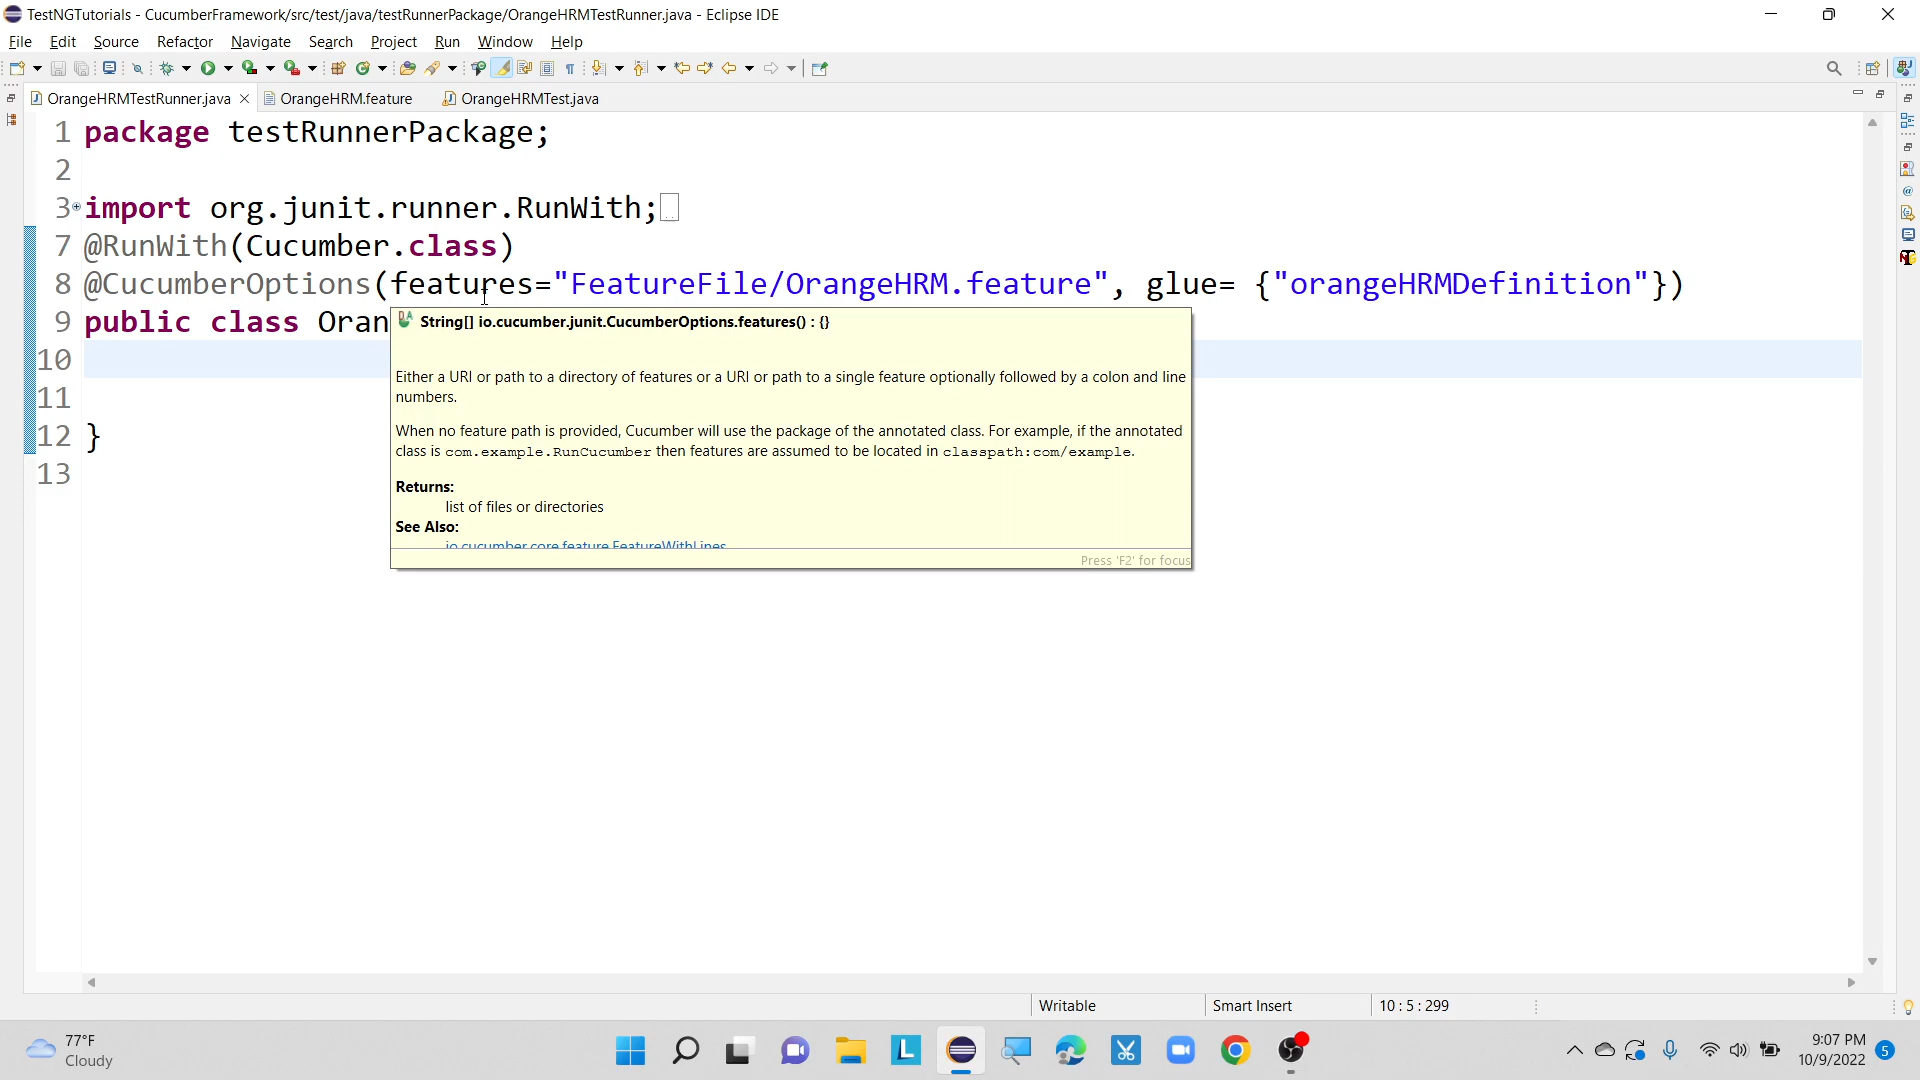 TestNGTutorials - CucumberFramework/src/test/java/testRunnerPackage/OrangeHRMTestRunner.java - Eclipse IDE
File Edit Source Refactor Navigate Search Project Run Window Help
OrangeHRMTestRunner.java OrangeHRM.feature OrangeHRMTest.java
1 package testRunnerPackage;
2
3 import org.junit.runner.RunWith;
7 @RunWith(Cucumber.class)
8 @CucumberOptions(features="FeatureFile/OrangeHRM.feature", glue= {"orangeHRMDefinition"})
9 public class Oran
String[] io.cucumber.junit.CucumberOptions.features() : {}
10
Either a URI or path to a directory of features or a URI or path to a single feature optionally followed by a colon and line
numbers.
11
When no feature path is provided, Cucumber will use the package of the annotated class. For example, if the annotated
class is com.example.RunCucumber then features are assumed to be located in classpath:com/example.
12 }
13
Returns:
list of files or directories
See Also:
io.cucumber.core.feature.FeatureWithLines
Press 'F2' for focus
Writable Smart Insert 10 : 5 : 299
77°F
Cloudy
9:07 PM
10/9/2022 5